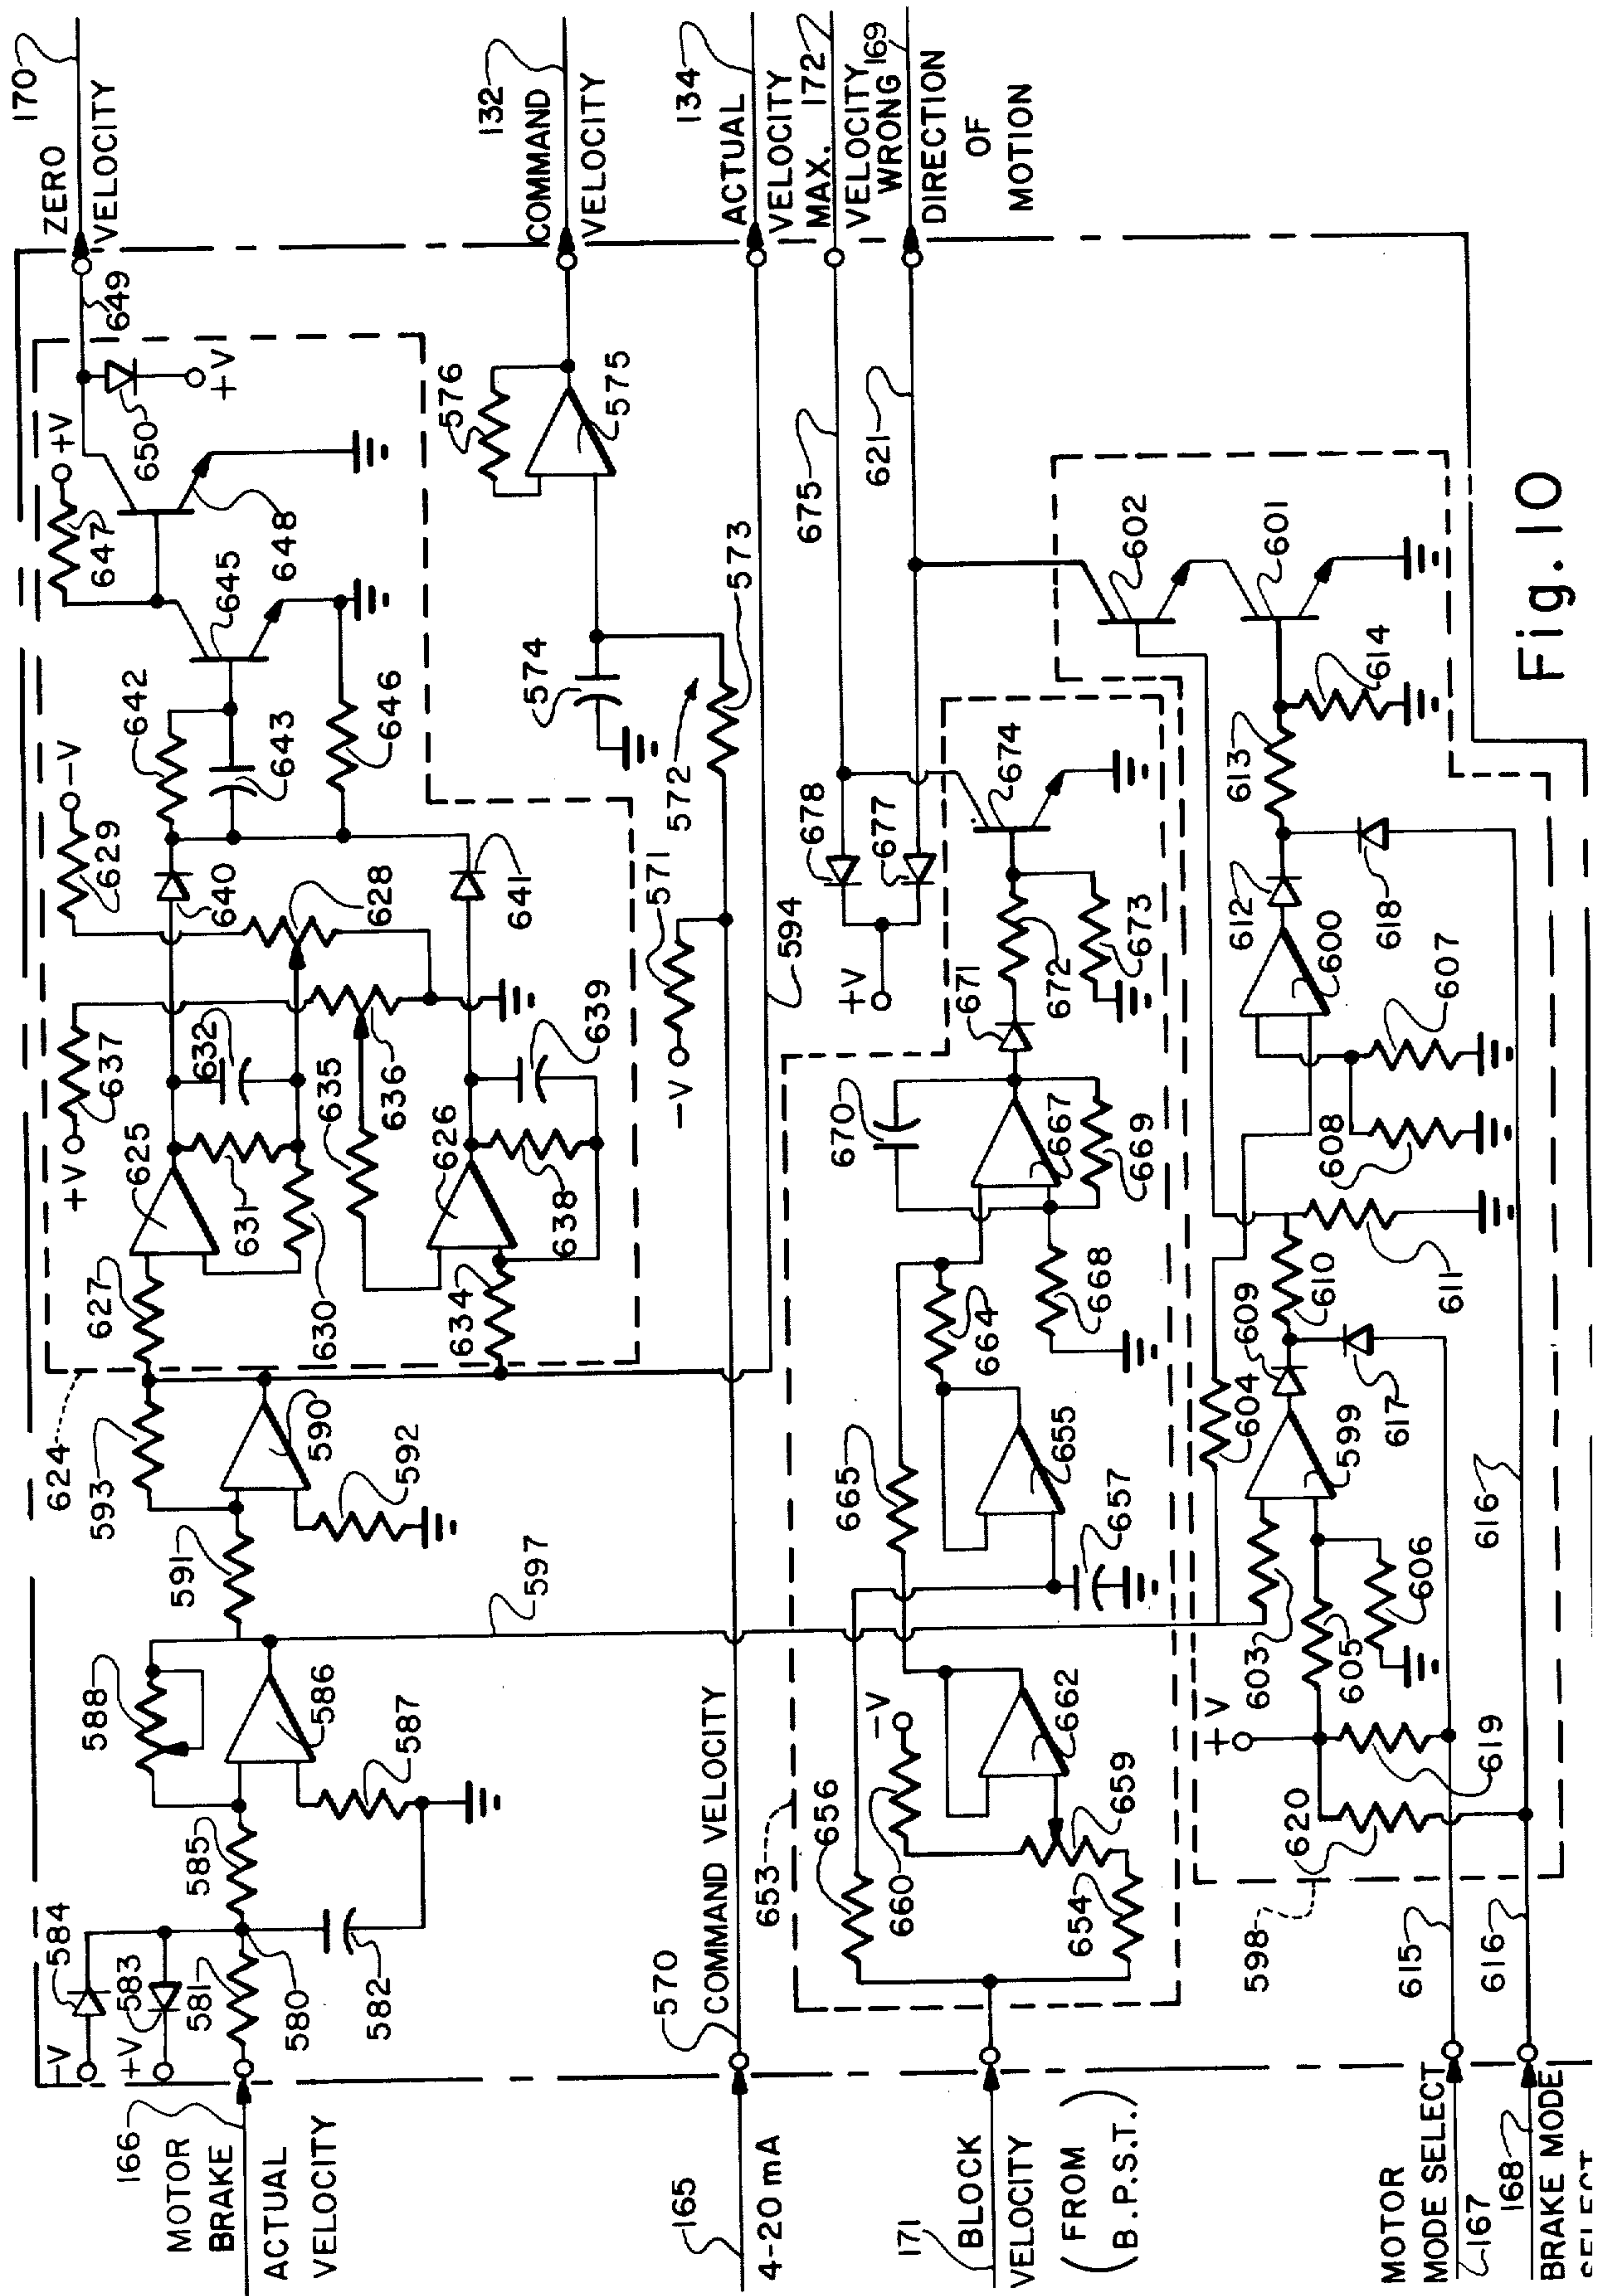 170
ZERO
VELOCITY
649
132
COMMAND
VELOCITY
134
ACTUAL
VELOCITY
MAX.
172
VELOCITY
WRONG
169
DIRECTION
OF
MOTION
+V
647
650
+V
648
645
576
575
-V
642
643
646
629
628
640
641
574
573
572
571
-V
594
675
621
678
677
+V
674
602
601
614
613
+V
637
632
635
636
639
625
631
630
626
638
627
634
624
593
590
592
591
597
588
586
587
585
-V
584
+V
583
581
580
582
166
MOTOR
BRAKE
ACTUAL
VELOCITY
570
COMMAND VELOCITY
165
4-20 mA
670
671
672
673
667
669
668
664
665
655
657
653
656
-V
660
662
659
654
171
BLOCK
VELOCITY
(FROM
B.P.S.T.)
612
600
618
607
608
611
610
609
604
617
599
616
603
605
606
+V
619
620
598
615
616
MOTOR
MODE SELECT
167
168
BRAKE MODE
SELECT
Fig.10